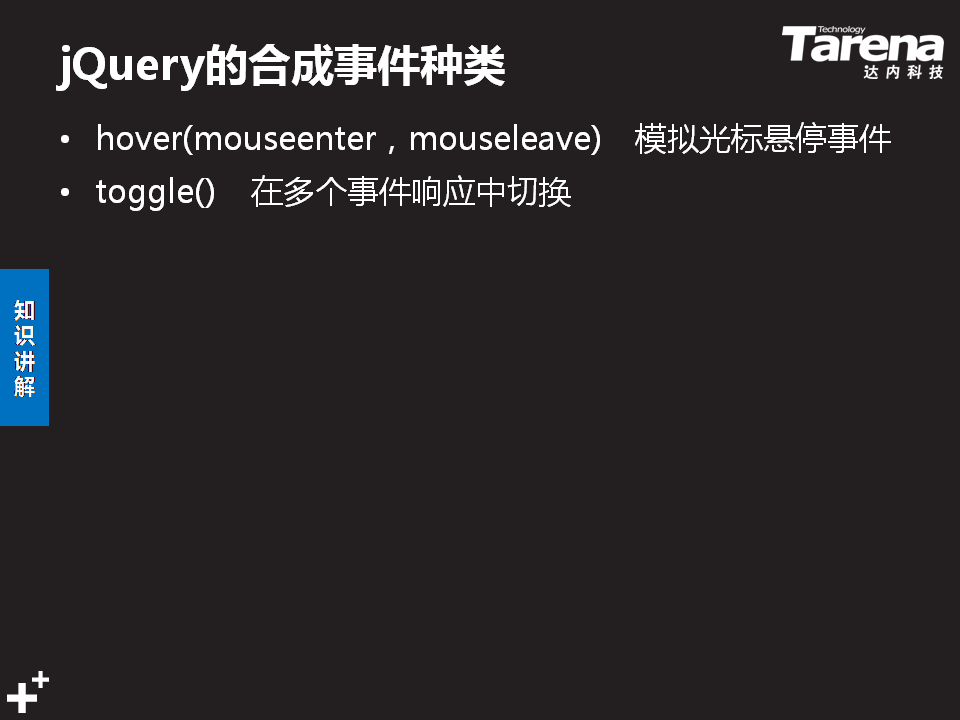 jQuery的合成事件种类
Technology
Tarena
达内科技
• hover(mouseenter，mouseleave) 模拟光标悬停事件
• toggle() 在多个事件响应中切换
知
识
讲
解